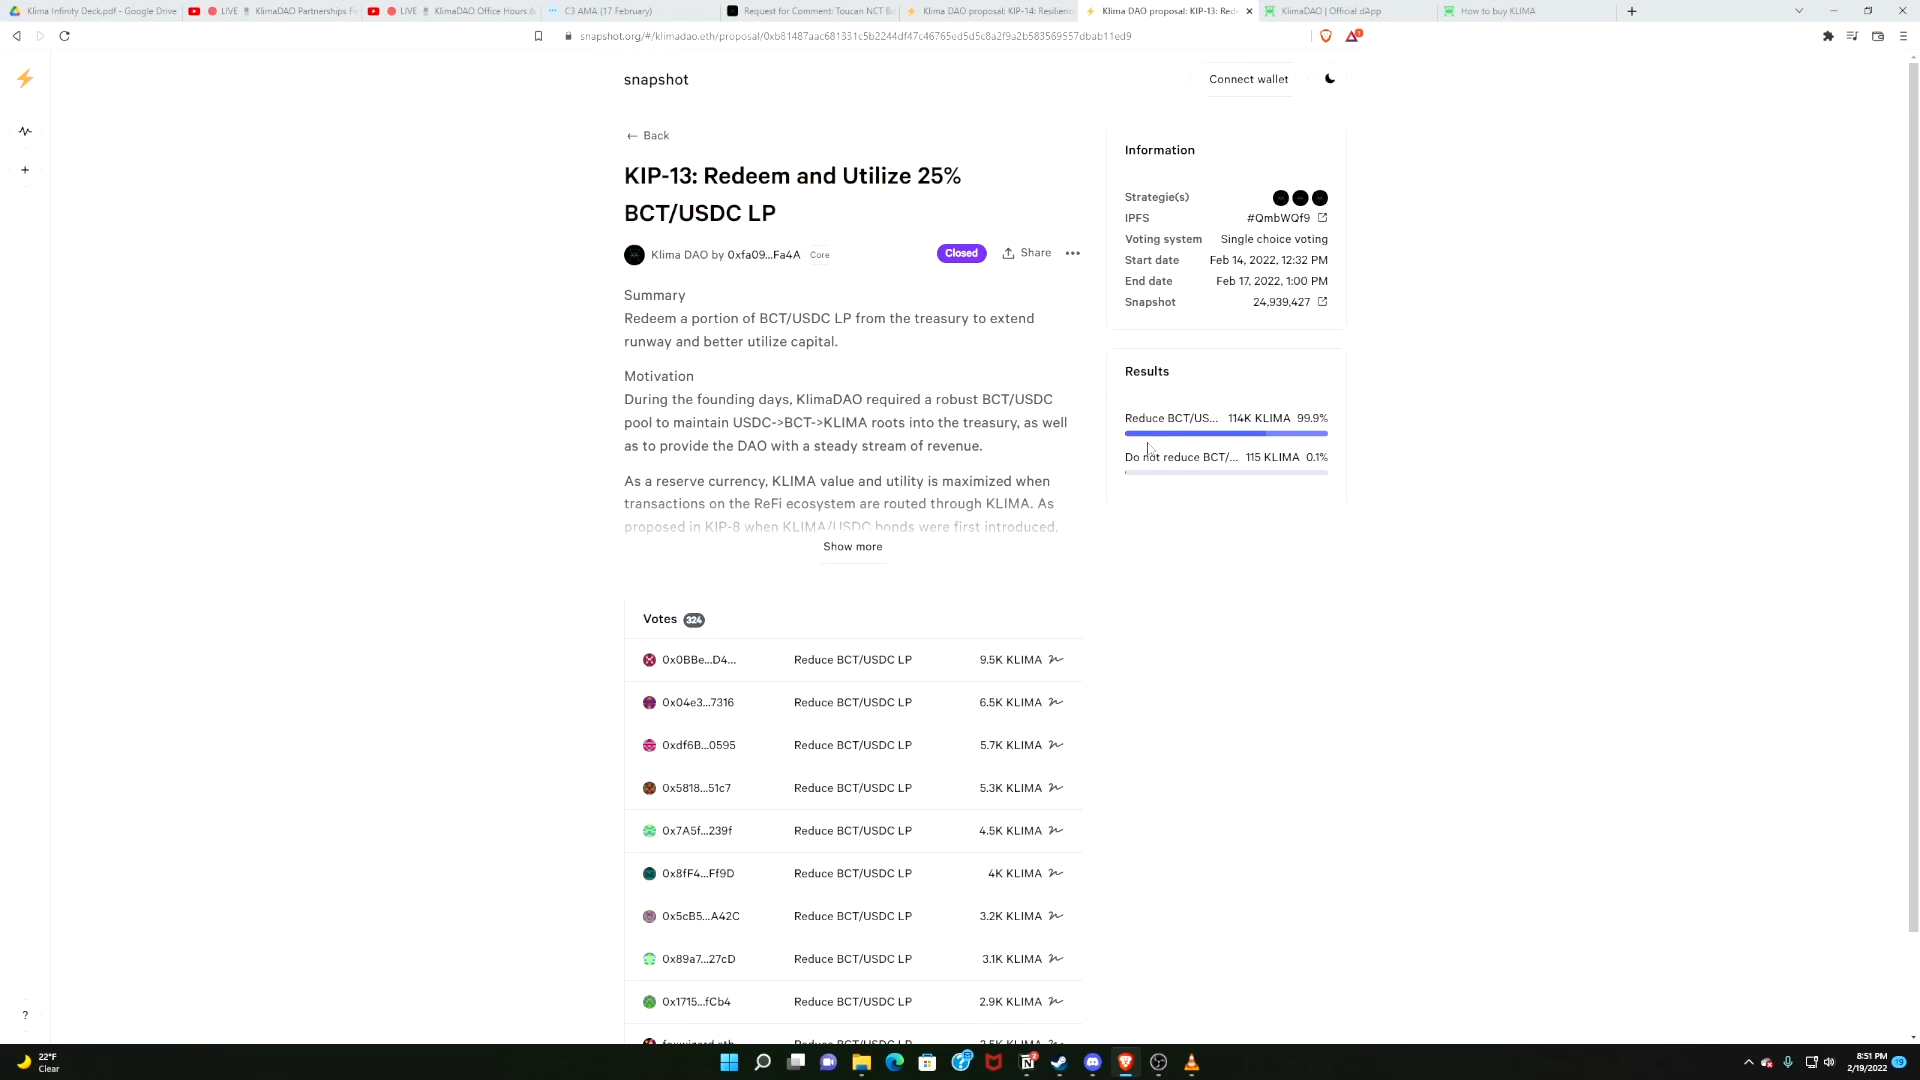 Klima Infinity Deck.pdf - Google Drive
LIVE
KlimaDAO Partnerships F
LIVE
KlimaDAO Office Hours &
C3 AMA (17 February)
Request for Comment: Toucan NCT Bo
Klima DAO proposal: KIP-14: Resilienc
Klima DAO proposal: KIP-13: Red
KlimaDAO | Official dApp
How to buy KLIMA
snapshot.org/#/klimadao.eth/proposal/0xb81487aac681331c5b2244df47c46765ed5d5c8a2f9a2b583569557dbab11ed9
snapshot
Connect wallet
← Back
KIP-13: Redeem and Utilize 25%
BCT/USDC LP
Klima DAO by 0xfa09...Fa4A Core
Closed
Share
Summary
Redeem a portion of BCT/USDC LP from the treasury to extend
runway and better utilize capital.
Motivation
During the founding days, KlimaDAO required a robust BCT/USDC
pool to maintain USDC->BCT->KLIMA roots into the treasury, as well
as to provide the DAO with a steady stream of revenue.
As a reserve currency, KLIMA value and utility is maximized when
transactions on the ReFi ecosystem are routed through KLIMA. As
proposed in KIP-8 when KLIMA/USDC bonds were first introduced,
Show more
Information
Strategie(s)
IPFS #QmbWQf9
Voting system Single choice voting
Start date Feb 14, 2022, 12:32 PM
End date Feb 17, 2022, 1:00 PM
Snapshot 24,939,427
Results
Reduce BCT/US... 114K KLIMA 99.9%
Do not reduce BCT/... 115 KLIMA 0.1%
Votes 324
0x0BBe...D4... Reduce BCT/USDC LP 9.5K KLIMA
0x04e3...7316 Reduce BCT/USDC LP 6.5K KLIMA
0xdf6B...0595 Reduce BCT/USDC LP 5.7K KLIMA
0x5818...51c7 Reduce BCT/USDC LP 5.3K KLIMA
0x7A5f...239f Reduce BCT/USDC LP 4.5K KLIMA
0x8fF4...Ff9D Reduce BCT/USDC LP 4K KLIMA
0x5cB5...A42C Reduce BCT/USDC LP 3.2K KLIMA
0x89a7...27cD Reduce BCT/USDC LP 3.1K KLIMA
0x1715...fCb4 Reduce BCT/USDC LP 2.9K KLIMA
foxwizard.eth Reduce BCT/USDC LP 2.5K KLIMA
?
22°F
Clear
8:51 PM
2/19/2022
19